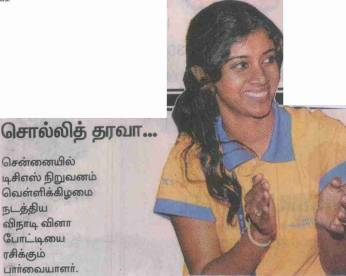 சொல்லித் தரவா...
சென்னையில்
டிசிஎஸ் நிறுவனம்
வெள்ளிக்கிழமை
நடத்திய
விநாடி வினா
போட்டியை
ரசிக்கும்
பார்வையாளர்.